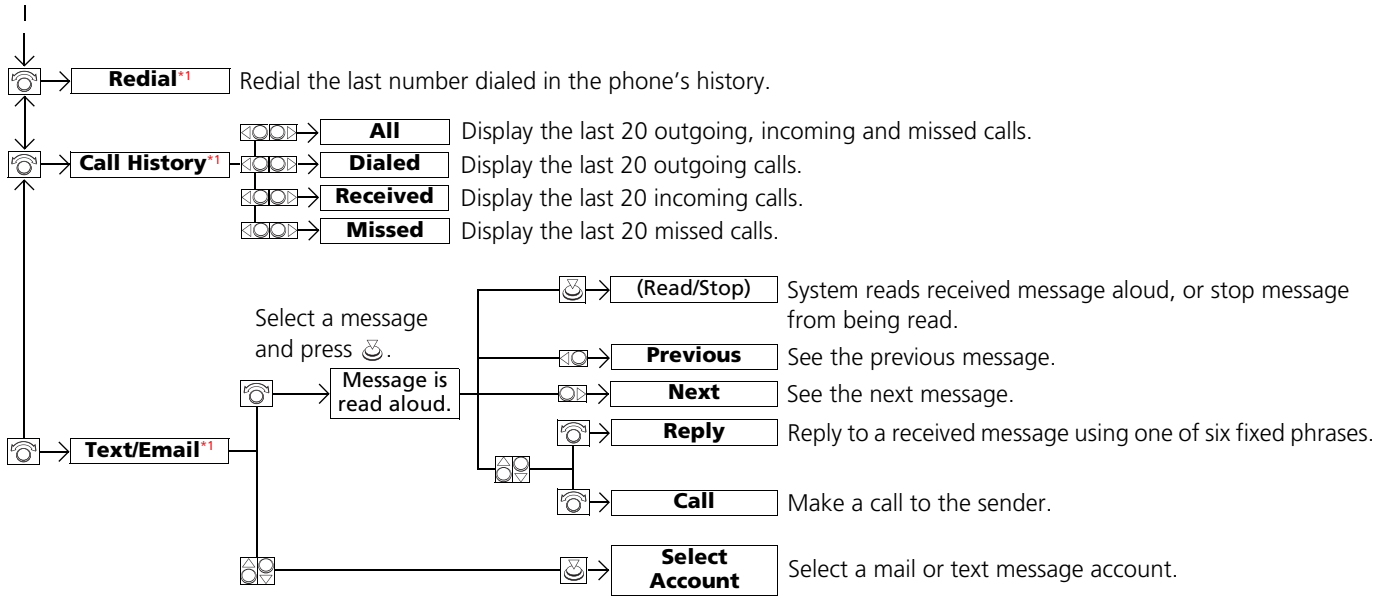 Redial*1 Redial the last number dialed in the phone's history.
Call History*1
All Display the last 20 outgoing, incoming and missed calls.
Dialed Display the last 20 outgoing calls.
Received Display the last 20 incoming calls.
Missed Display the last 20 missed calls.
Text/Email*1
Select a message
and press .
Message is
read aloud.
(Read/Stop) System reads received message aloud, or stop message
from being read.
Previous See the previous message.
Next See the next message.
Reply Reply to a received message using one of six fixed phrases.
Call Make a call to the sender.
Select
Account Select a mail or text message account.